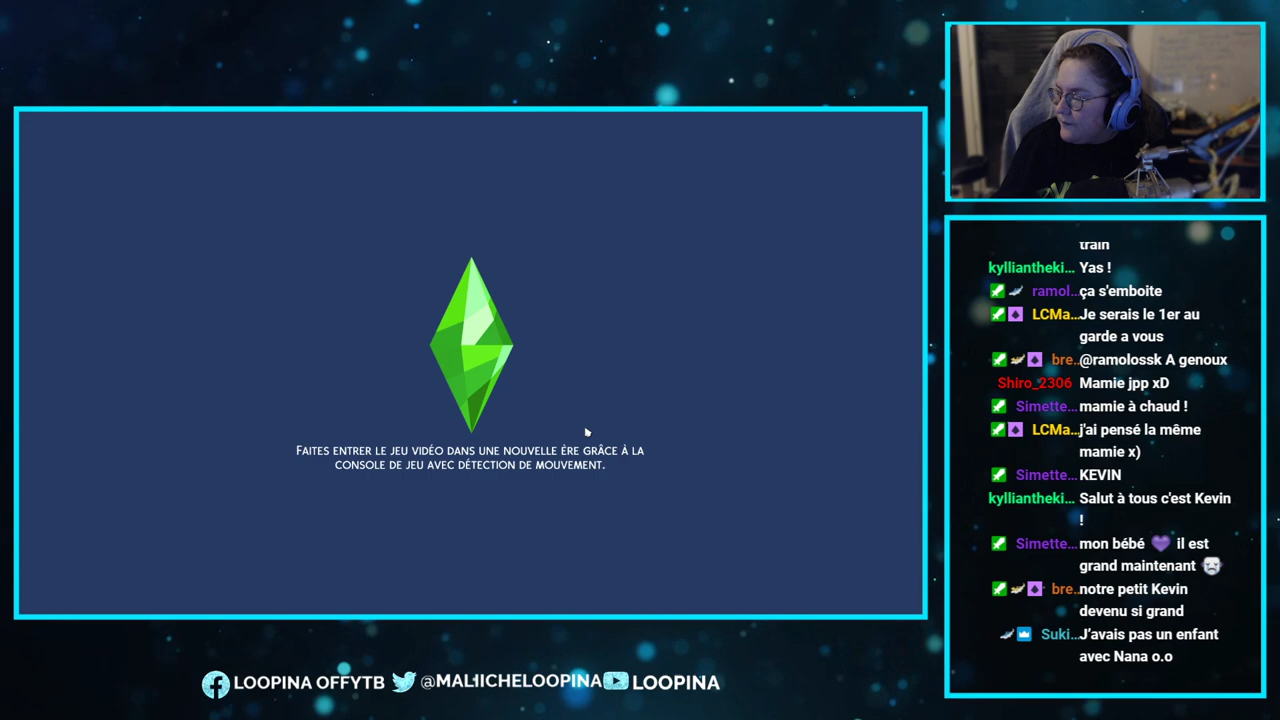 FAITES ENTRER LE JEU VIDÉO DANS UNE NOUVELLE ÈRE GRÂCE À LA
CONSOLE DE JEU AVEC DÉTECTION DE MOUVEMENT.
LOOPINA OFFYTB @MALIICHELOOPINA LOOPINA
train
kylliantheki... Yas !
ramol... ça s'emboite
LCMa... Je serais le 1er au
garde a vous
bre... @ramolossk A genoux
Shiro_2306 Mamie jpp xD
Simette... mamie à chaud !
LCMa... j'ai pensé la même
mamie x)
Simette... KEVIN
kylliantheki... Salut à tous c'est Kevin
!
Simette... mon bébé 💜 il est
grand maintenant
bre... notre petit Kevin
devenu si grand
Suki... J'avais pas un enfant
avec Nana o.o